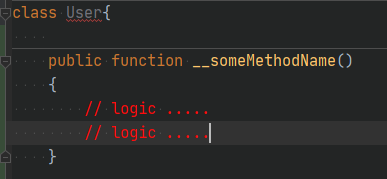 class User{
public function __someMethodName()
{
// logic .....
// logic .....
}